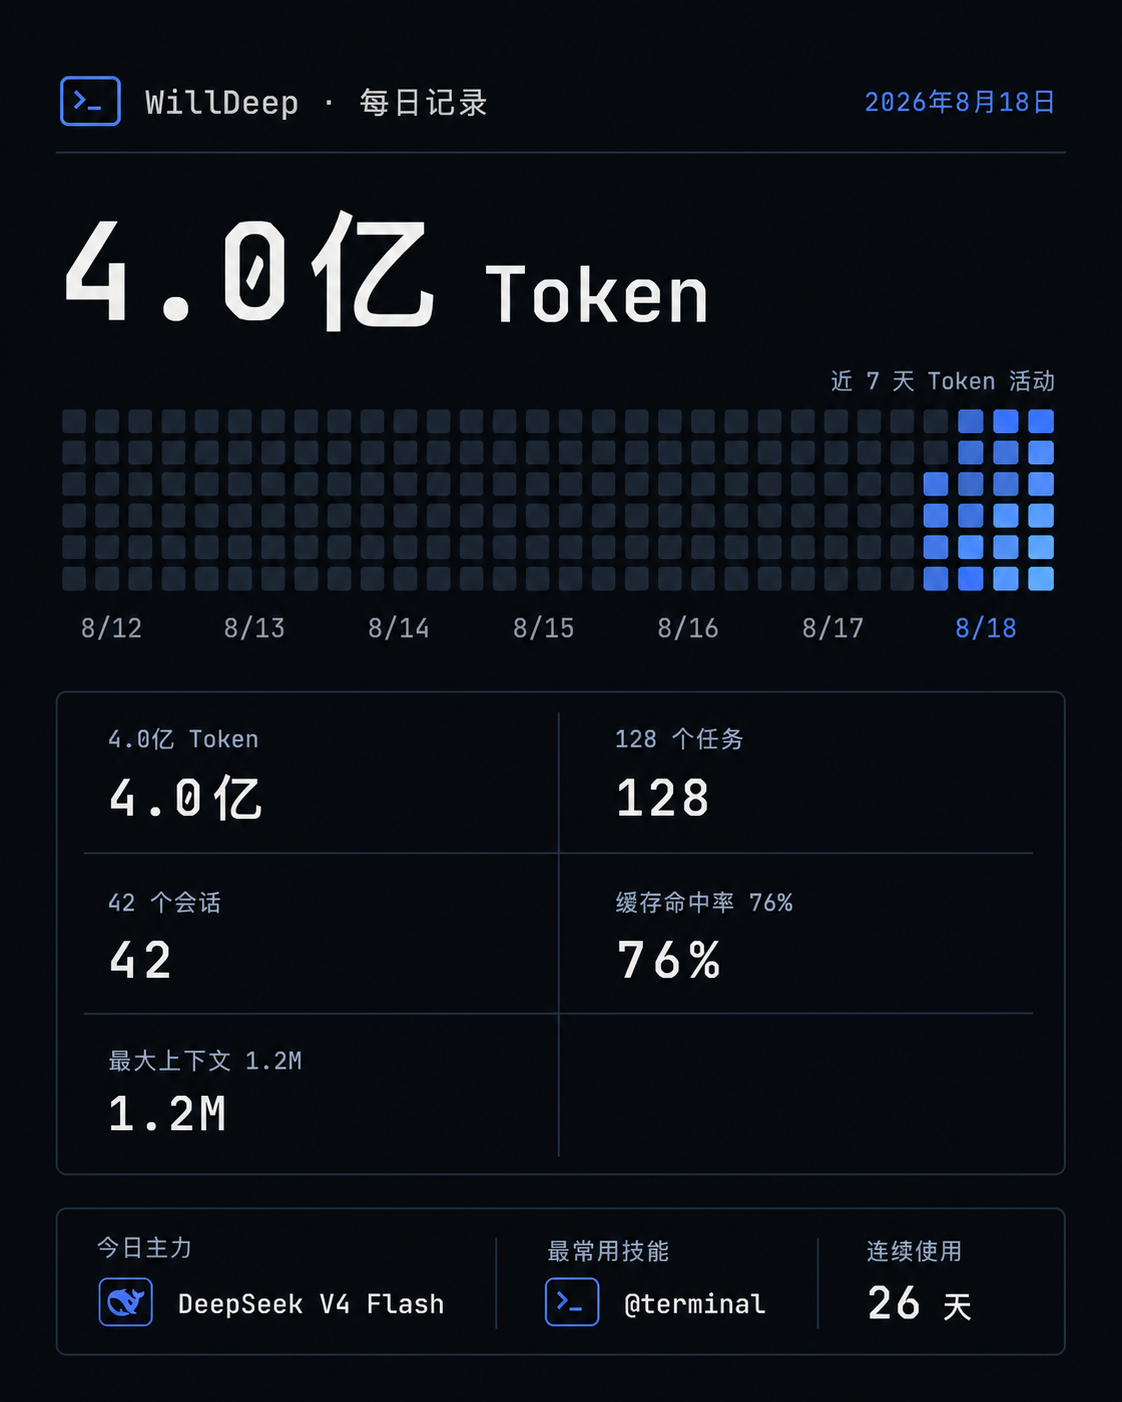 WillDeep · 每日记录
2026年8月18日
4.0亿 Token
近 7 天 Token 活动
8/12 8/13 8/14 8/15 8/16 8/17 8/18
4.0亿 Token
4.0亿
128 个任务
128
42 个会话
42
缓存命中率 76%
76%
最大上下文 1.2M
1.2M
今日主力
DeepSeek V4 Flash
最常用技能
@terminal
连续使用
26 天